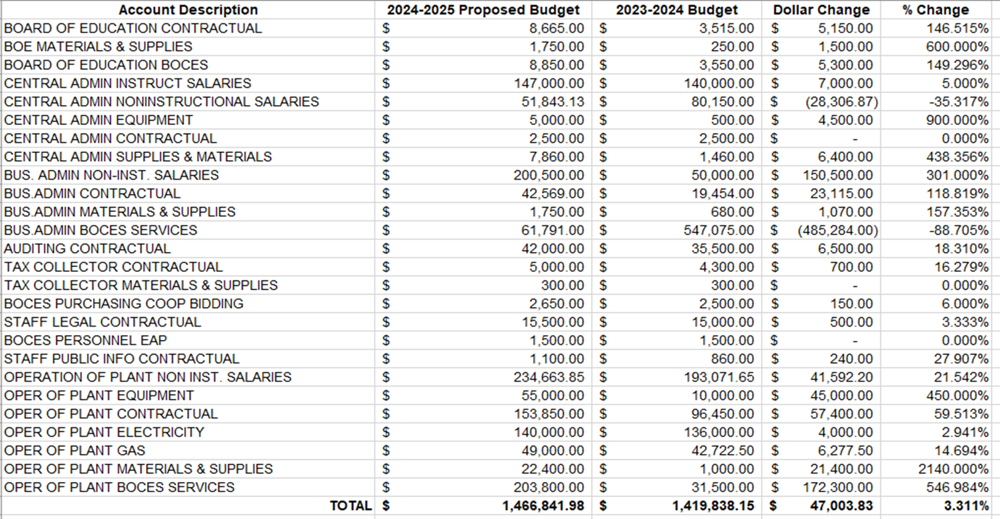 Account Description 2024-2025 Proposed Budget 2023-2024 Budget Dollar Change % Change
BOARD OF EDUCATION CONTRACTUAL $ 8,665.00 $ 3,515.00 $ 5,150.00 146.515%
BOE MATERIALS & SUPPLIES $ 1,750.00 $ 250.00 $ 1,500.00 600.000%
BOARD OF EDUCATION BOCES $ 8,850.00 $ 3,550.00 $ 5,300.00 149.296%
CENTRAL ADMIN INSTRUCT SALARIES $ 147,000.00 $ 140,000.00 $ 7,000.00 5.000%
CENTRAL ADMIN NONINSTRUCTIONAL SALARIES $ 51,843.13 $ 80,150.00 $ (28,306.87) -35.317%
CENTRAL ADMIN EQUIPMENT $ 5,000.00 $ 500.00 $ 4,500.00 900.000%
CENTRAL ADMIN CONTRACTUAL $ 2,500.00 $ 2,500.00 $ - 0.000%
CENTRAL ADMIN SUPPLIES & MATERIALS $ 7,860.00 $ 1,460.00 $ 6,400.00 438.356%
BUS. ADMIN NON-INST. SALARIES $ 200,500.00 $ 50,000.00 $ 150,500.00 301.000%
BUS.ADMIN CONTRACTUAL $ 42,569.00 $ 19,454.00 $ 23,115.00 118.819%
BUS.ADMIN MATERIALS & SUPPLIES $ 1,750.00 $ 680.00 $ 1,070.00 157.353%
BUS.ADMIN BOCES SERVICES $ 61,791.00 $ 547,075.00 $ (485,284.00) -88.705%
AUDITING CONTRACTUAL $ 42,000.00 $ 35,500.00 $ 6,500.00 18.310%
TAX COLLECTOR CONTRACTUAL $ 5,000.00 $ 4,300.00 $ 700.00 16.279%
TAX COLLECTOR MATERIALS & SUPPLIES $ 300.00 $ 300.00 $ - 0.000%
BOCES PURCHASING COOP BIDDING $ 2,650.00 $ 2,500.00 $ 150.00 6.000%
STAFF LEGAL CONTRACTUAL $ 15,500.00 $ 15,000.00 $ 500.00 3.333%
BOCES PERSONNEL EAP $ 1,500.00 $ 1,500.00 $ - 0.000%
STAFF PUBLIC INFO CONTRACTUAL $ 1,100.00 $ 860.00 $ 240.00 27.907%
OPERATION OF PLANT NON INST. SALARIES $ 234,663.85 $ 193,071.65 $ 41,592.20 21.542%
OPER OF PLANT EQUIPMENT $ 55,000.00 $ 10,000.00 $ 45,000.00 450.000%
OPER OF PLANT CONTRACTUAL $ 153,850.00 $ 96,450.00 $ 57,400.00 59.513%
OPER OF PLANT ELECTRICITY $ 140,000.00 $ 136,000.00 $ 4,000.00 2.941%
OPER OF PLANT GAS $ 49,000.00 $ 42,722.50 $ 6,277.50 14.694%
OPER OF PLANT MATERIALS & SUPPLIES $ 22,400.00 $ 1,000.00 $ 21,400.00 2140.000%
OPER OF PLANT BOCES SERVICES $ 203,800.00 $ 31,500.00 $ 172,300.00 546.984%
TOTAL $ 1,466,841.98 $ 1,419,838.15 $ 47,003.83 3.311%